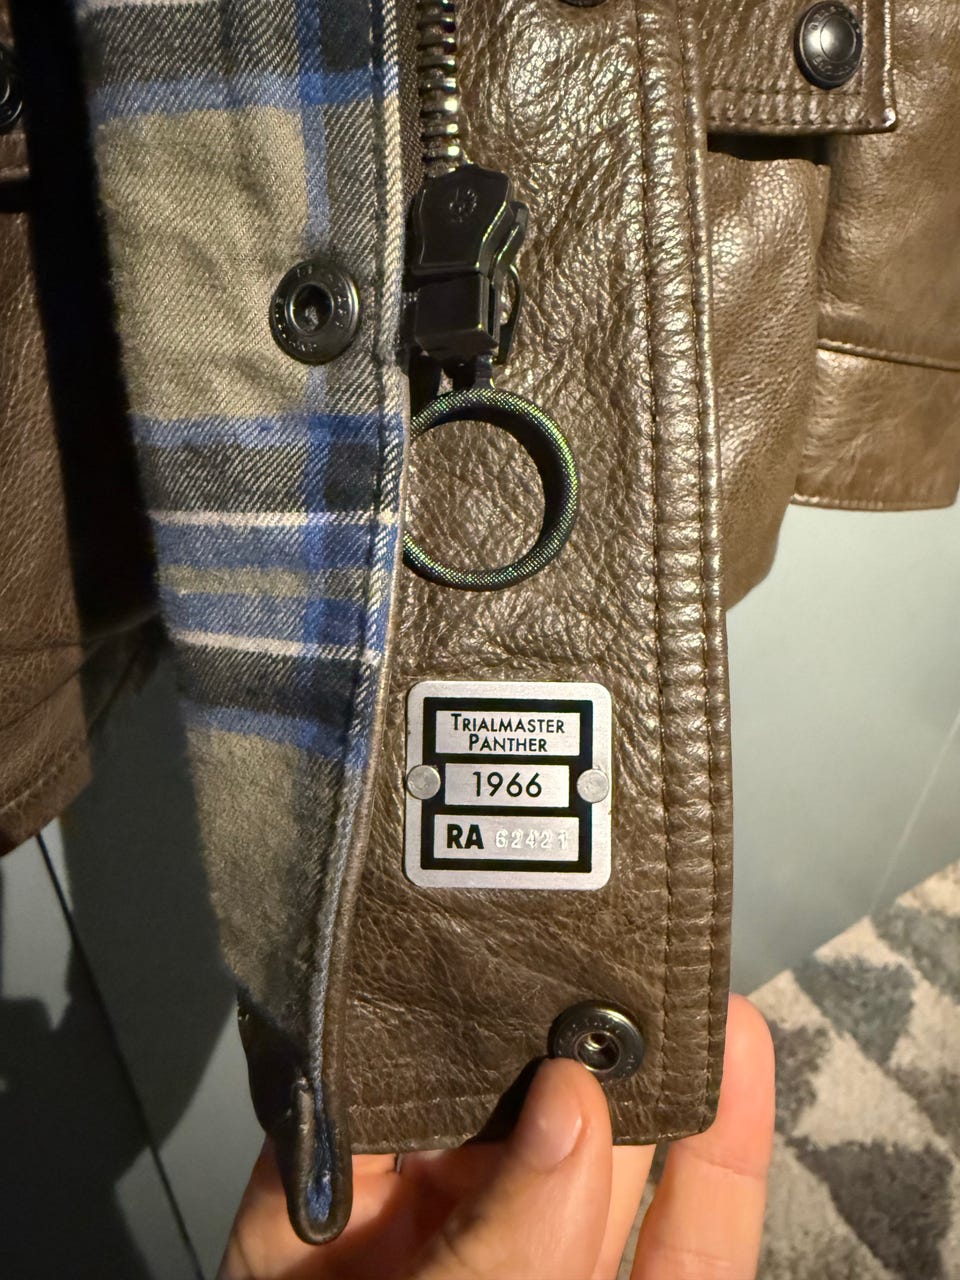 TRIALMASTER
PANTHER
1966
RA 62421